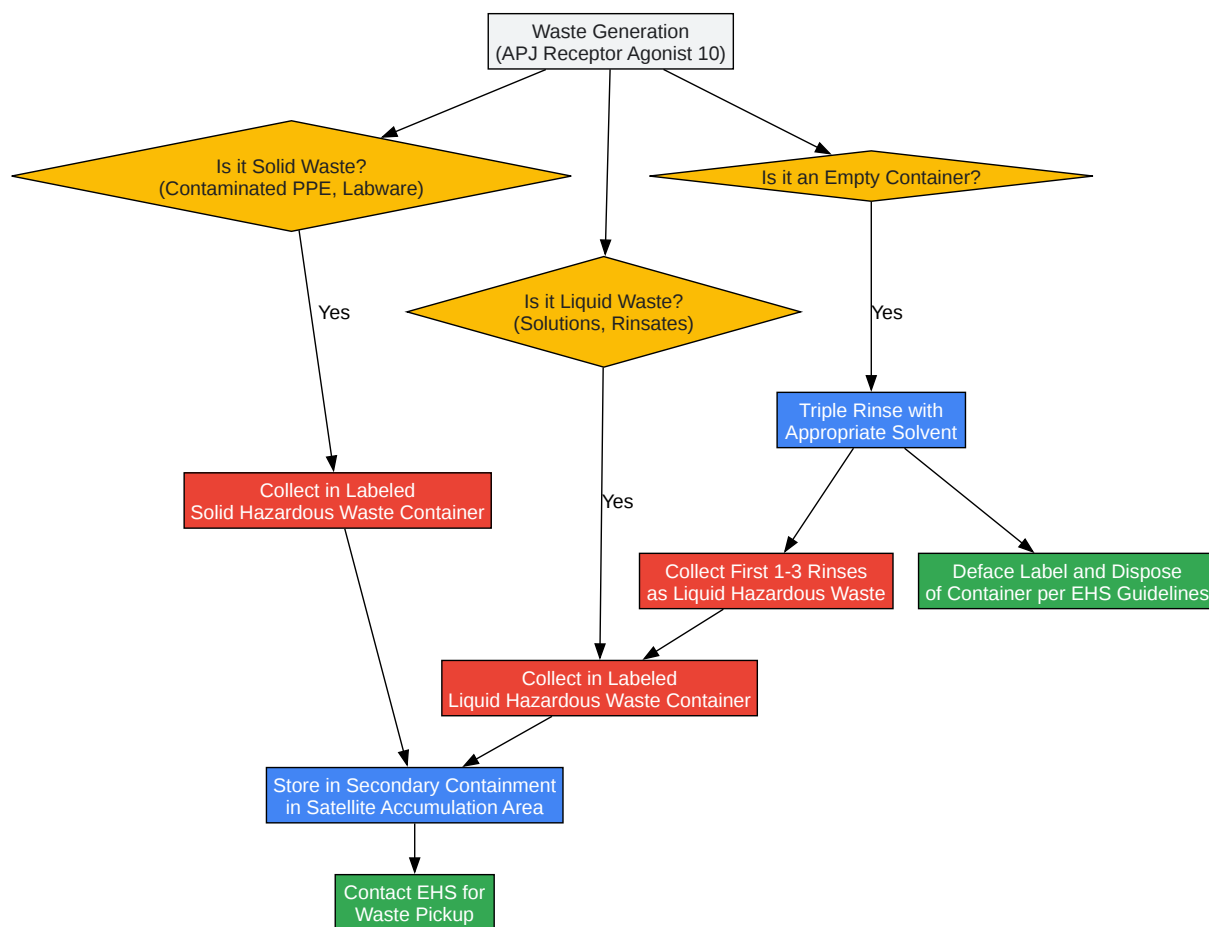 Waste Generation
(APJ Receptor Agonist 10)
Is it Solid Waste?
(Contaminated PPE, Labware)
Is it an Empty Container?
Is it Liquid Waste?
(Solutions, Rinsates)
Yes
Yes
Triple Rinse with
Appropriate Solvent
Collect in Labeled
Solid Hazardous Waste Container
Yes
Collect First 1-3 Rinses
as Liquid Hazardous Waste
Deface Label and Dispose
of Container per EHS Guidelines
Collect in Labeled
Liquid Hazardous Waste Container
Store in Secondary Containment
in Satellite Accumulation Area
Contact EHS for
Waste Pickup